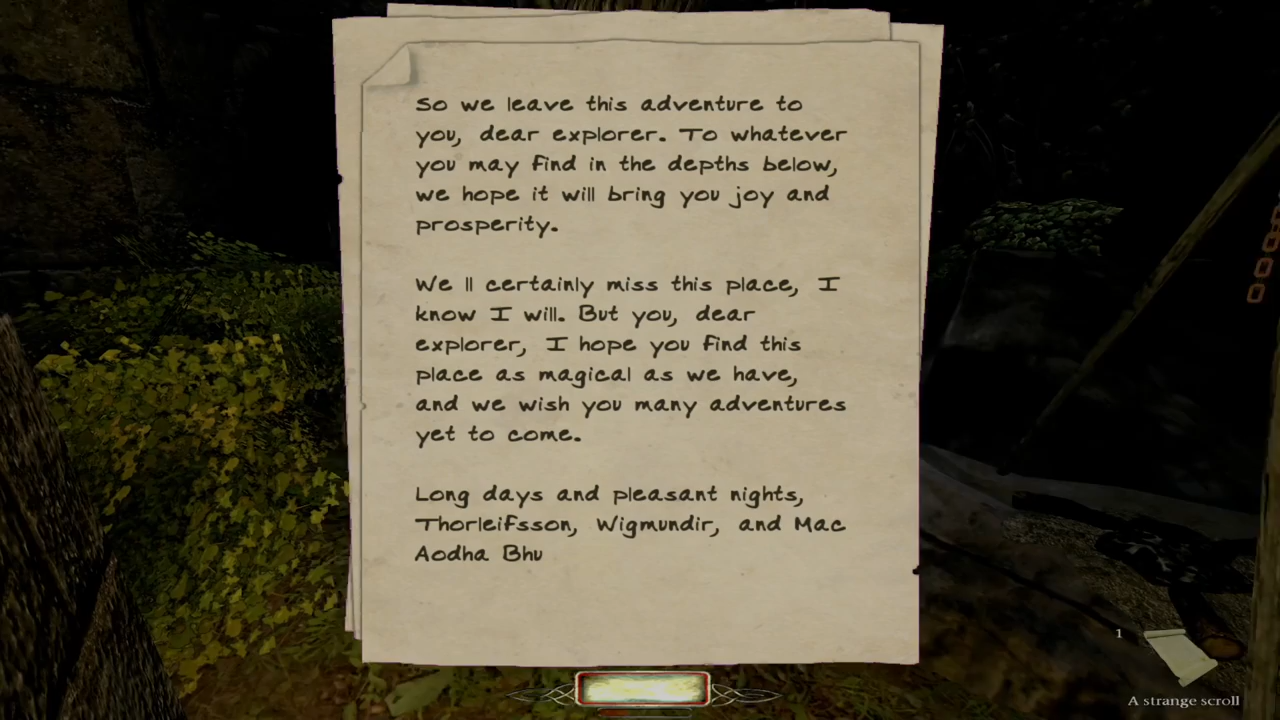 So we leave this adventure to
you, dear explorer. To whatever
you may find in the depths below,
we hope it will bring you joy and
prosperity.
We ll certainly miss this place, I
know I will. But you, dear
explorer, I hope you find this
place as magical as we have,
and we wish you many adventures
yet to come.
Long days and pleasant nights,
Thorleifsson, Wigmundir, and Mac
Aodha Bhu
1
A strange scroll